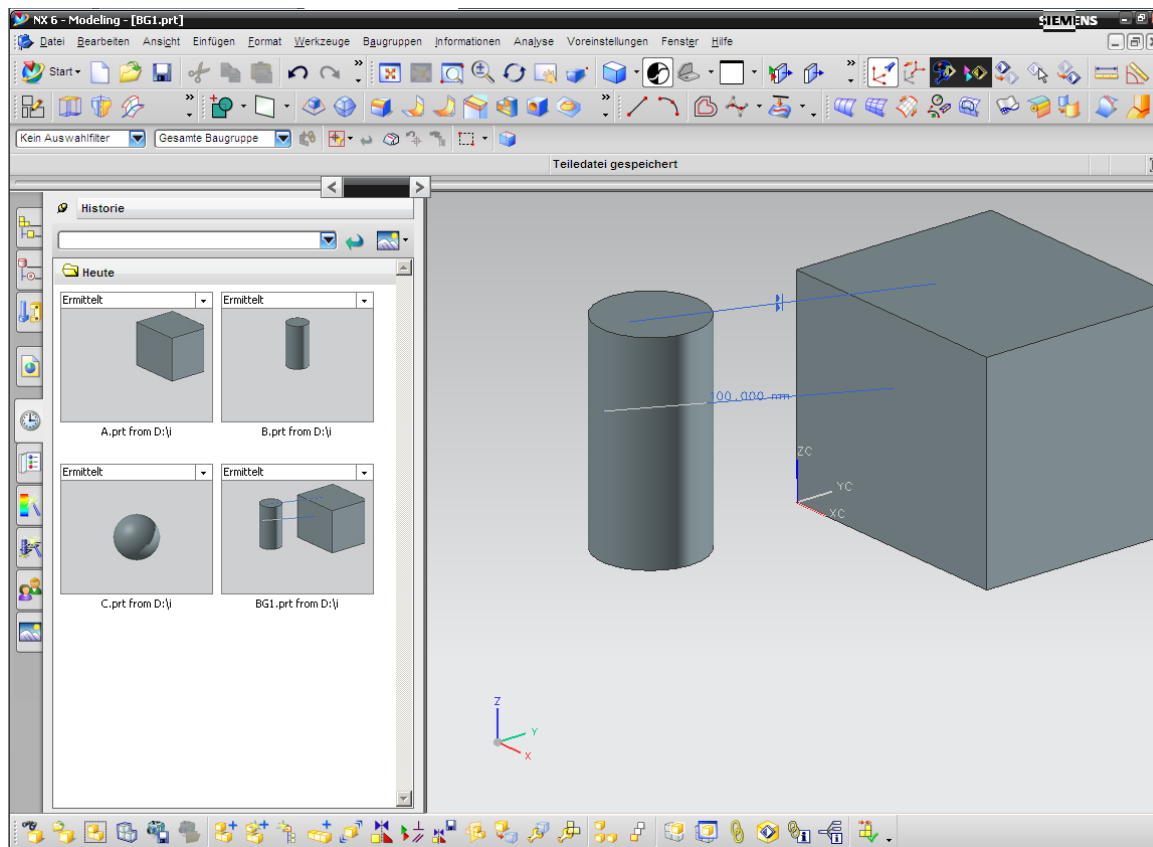 NX 6 - Modeling - [BG1.prt]
SIEMENS
Datei Bearbeiten Ansicht Einfügen Format Werkzeuge Baugruppen Informationen Analyse Voreinstellungen Fenster Hilfe
Start
Kein Auswahlfilter
Gesamte Baugruppe
Teiledatei gespeichert
Historie
Heute
Ermittelt
Ermittelt
A.prt from D:\i
B.prt from D:\i
Ermittelt
Ermittelt
C.prt from D:\i
BG1.prt from D:\i
100.000 mm
ZC
YC
XC
Z
Y
X